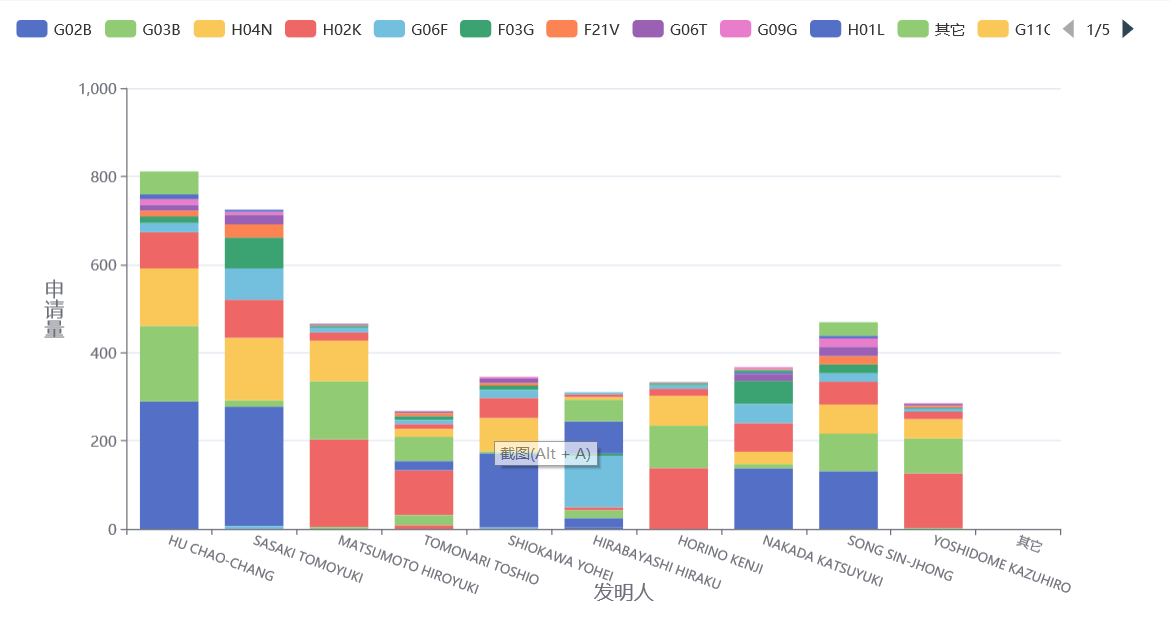 G02B G03B H04N H02K G06F F03G F21V G06T G09G H01L 其它 G11C 1/5
1,000
800
600
400
200
0
申请量
截图(Alt + A)
HU CHAO-CHANG
SASAKI TOMOYUKI
MATSUMOTO HIROYUKI
TOMONARI TOSHIO
SHIOKAWA YOHEI
HIRABAYASHI HIRAKU
HORINO KENJI
NAKADA KATSUYUKI
SONG SIN-JHONG
YOSHIDOME KAZUHIRO
其它
发明人